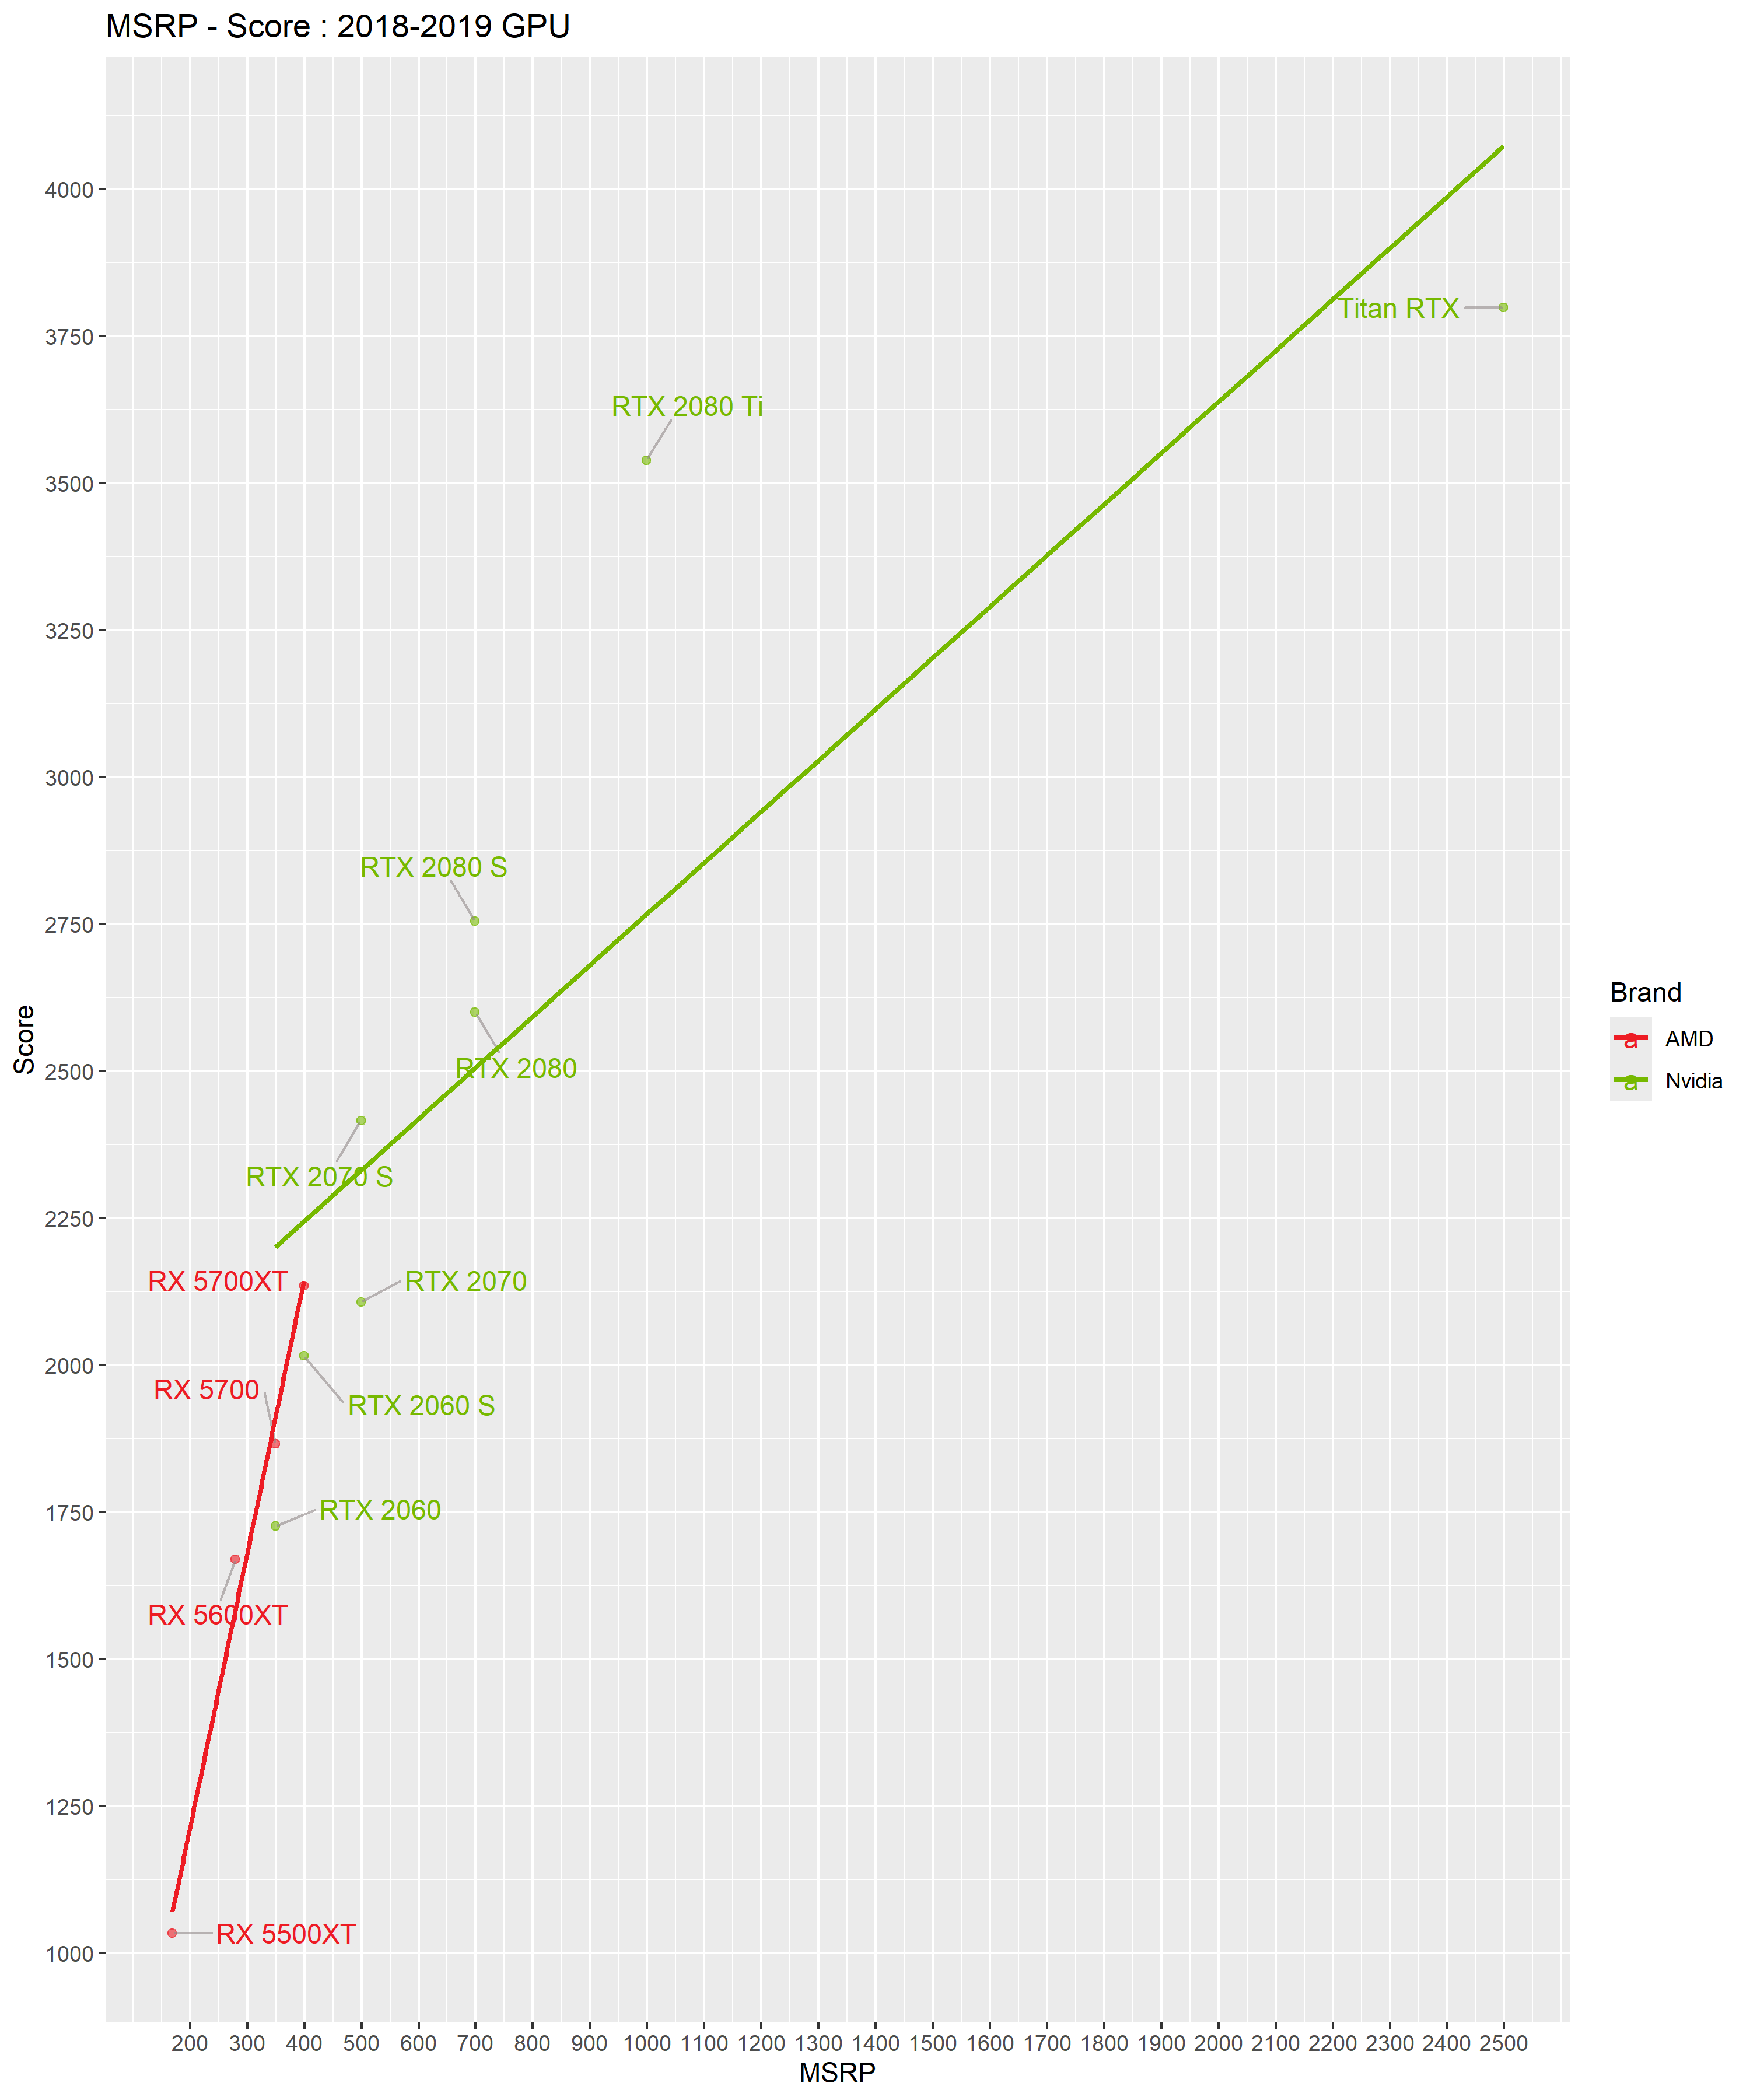 MSRP - Score : 2018-2019 GPU
4000
3750
3500
3250
3000
2750
2500
2250
2000
1750
1500
1250
1000
Score
Titan RTX
RTX 2080 Ti
RTX 2080 S
RTX 2080
RTX 2070 S
RX 5700XT
RTX 2070
RX 5700
RTX 2060 S
RTX 2060
RX 5600XT
RX 5500XT
Brand
a AMD
a Nvidia
200 300 400 500 600 700 800 900 1000 1100 1200 1300 1400 1500 1600 1700 1800 1900 2000 2100 2200 2300 2400 2500
MSRP